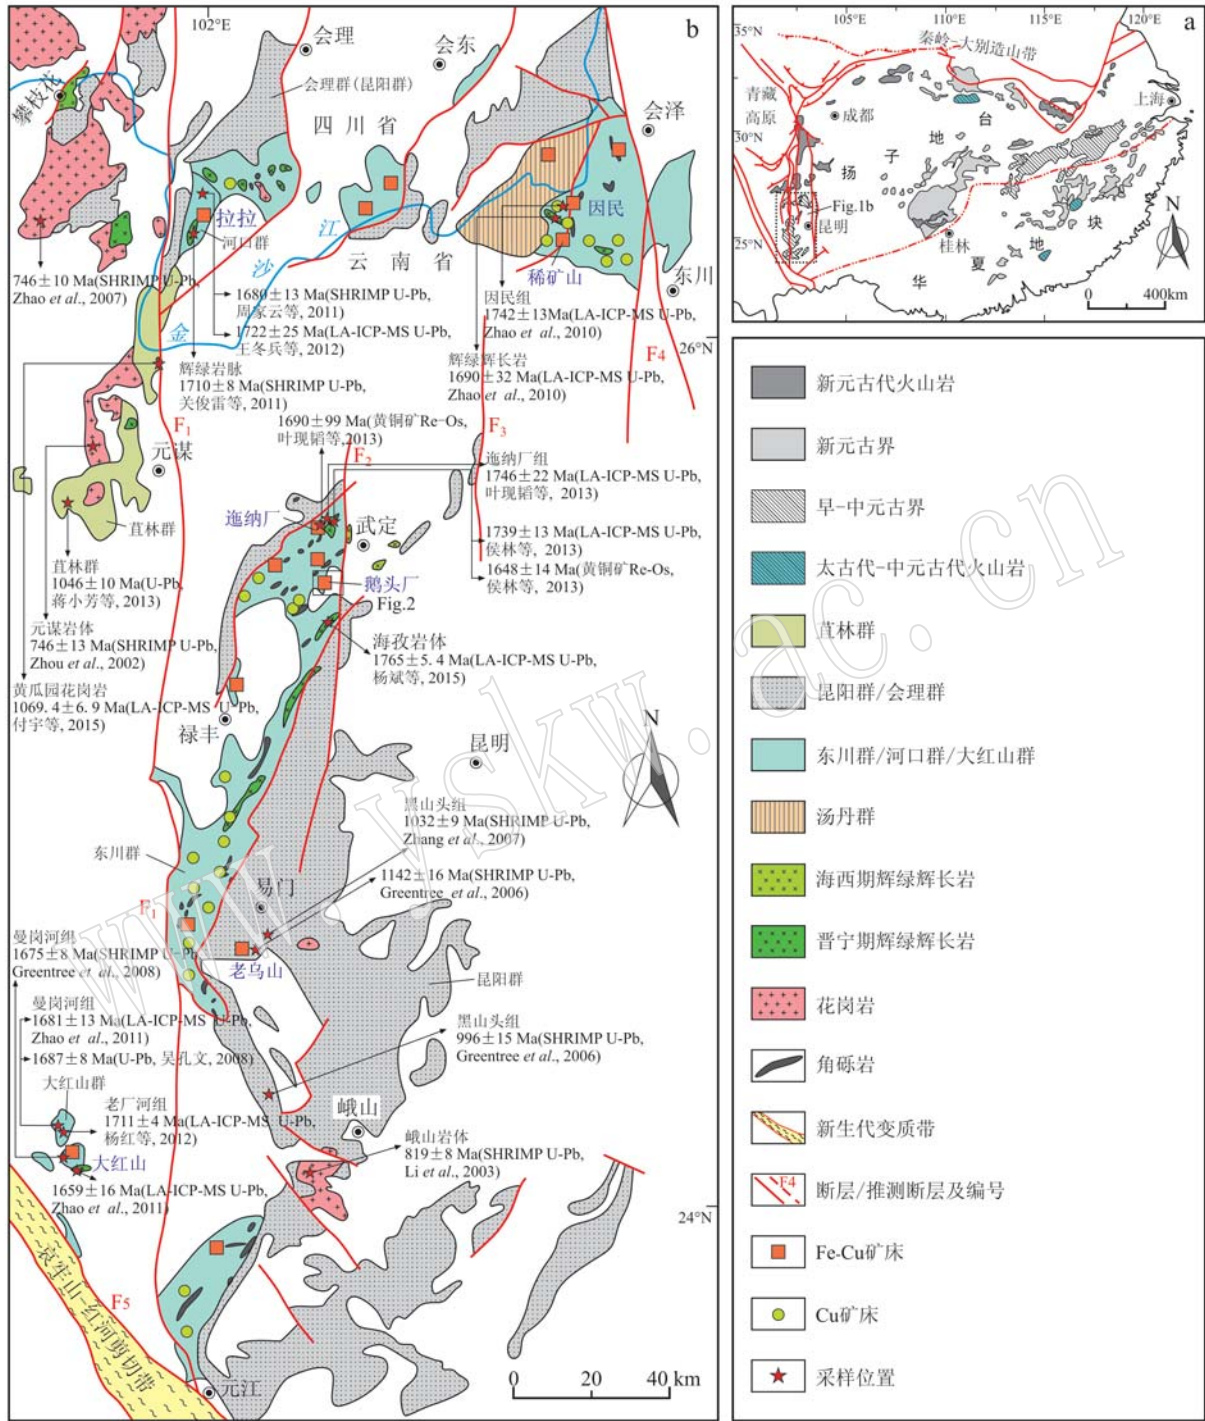 b
102°E
会理
会东
会理群(昆阳群)
攀枝花
四川省
会泽
拉拉
河口群
因民
江
云南省
稀矿山
东川
沙
金
746±10 Ma(SHRIMP U-Pb,
Zhao et al., 2007)
1680±13 Ma(SHRIMP U-Pb,
周家云等, 2011)
1722±25 Ma(LA-ICP-MS U-Pb,
王冬兵等, 2012)
因民组
1742±13Ma(LA-ICP-MS U-Pb,
Zhao et al., 2010)
26°N
F4
辉绿岩脉
1710±8 Ma(SHRIMP U-Pb,
关俊雷等, 2011)
辉绿辉长岩
1690±32 Ma(LA-ICP-MS U-Pb,
Zhao et al., 2010)
F1
1690±99 Ma(黄铜矿Re-Os,
叶现韬等, 2013)
F3
F2
元谋
迤纳厂组
1746±22 Ma(LA-ICP-MS U-Pb,
叶现韬等, 2013)
苴林群
迤纳厂
武定
1739±13 Ma(LA-ICP-MS U-Pb,
侯林等, 2013)
1648±14 Ma(黄铜矿Re-Os,
侯林等, 2013)
苴林群
1046±10 Ma(U-Pb,
蒋小芳等, 2013)
鹅头厂
Fig.2
元谋岩体
746±13 Ma(SHRIMP U-Pb,
Zhou et al., 2002)
海孜岩体
1765±5.4 Ma(LA-ICP-MS U-Pb,
杨斌等, 2015)
黄瓜园花岗岩
1069.4±6.9 Ma(LA-ICP-MS U-Pb,
付宇等, 2015)
禄丰
N
昆明
黑山头组
1032±9 Ma(SHRIMP U-Pb,
Zhang et al., 2007)
东川群
1142±16 Ma(SHRIMP U-Pb,
Greentree et al., 2006)
易门
F1
曼岗河组
1675±8 Ma(SHRIMP U-Pb
Greentree et al., 2008)
老乌山
昆阳群
曼岗河组
1681±13 Ma(LA-ICP-MS U-Pb,
Zhao et al., 2011)
1687±8 Ma(U-Pb, 吴孔文, 2008)
黑山头组
996±15 Ma(SHRIMP U-Pb,
Greentree et al., 2006)
大红山群
老厂河组
1711±4 Ma(LA-ICP-MS U-Pb,
杨红等, 2012)
峨山
大红山
峨山岩体
819±8 Ma(SHRIMP U-Pb,
Li et al., 2003)
1659±16 Ma(LA-ICP-MS U-Pb,
Zhao et al., 2011)
24°N
哀牢山-红河剪切带
F5
元江
0 20 40 km
a
105°E 110°E 115°E 120°E
35°N
秦岭-大别造山带
青藏
高原
成都
上海
30°N
扬子地台
Fig.1b
昆明
N
25°N
桂林
华夏地块
0 400km
新元古代火山岩
新元古界
早-中元古界
太古代-中元古代火山岩
苴林群
昆阳群/会理群
东川群/河口群/大红山群
汤丹群
海西期辉绿辉长岩
晋宁期辉绿辉长岩
花岗岩
角砾岩
新生代变质带
F4
断层/推测断层及编号
Fe-Cu矿床
Cu矿床
采样位置
www.yskw.ac.cn